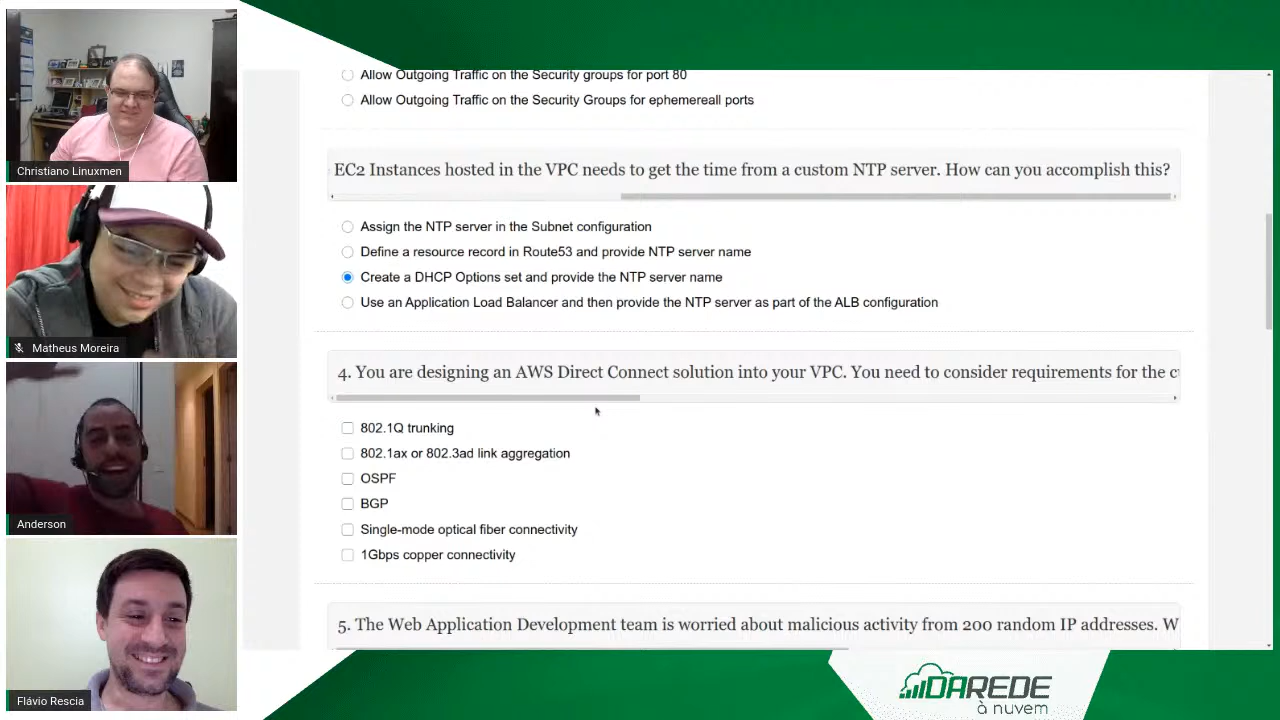 Christiano Linuxmen
Matheus Moreira
Anderson
Flávio Rescia
Allow Outgoing Traffic on the Security groups for port 80
Allow Outgoing Traffic on the Security Groups for ephemereall ports
EC2 Instances hosted in the VPC needs to get the time from a custom NTP server. How can you accomplish this?
Assign the NTP server in the Subnet configuration
Define a resource record in Route53 and provide NTP server name
Create a DHCP Options set and provide the NTP server name
Use an Application Load Balancer and then provide the NTP server as part of the ALB configuration
4. You are designing an AWS Direct Connect solution into your VPC. You need to consider requirements for the
802.1Q trunking
802.1ax or 802.3ad link aggregation
OSPF
BGP
Single-mode optical fiber connectivity
1Gbps copper connectivity
5. The Web Application Development team is worried about malicious activity from 200 random IP addresses. W
DAREDE
à nuvem